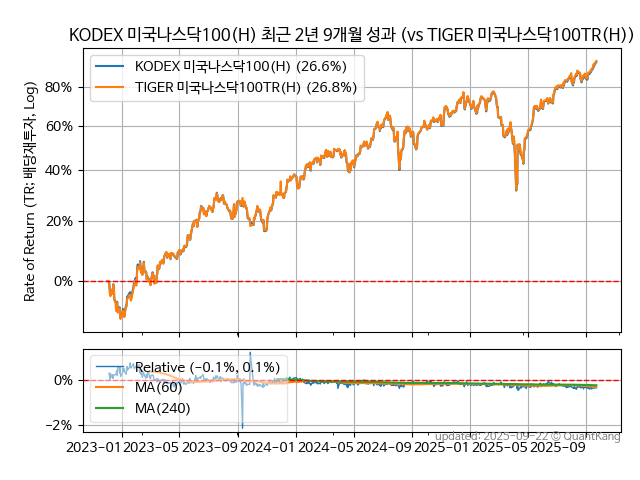 KODEX 미국나스닥100(H) 최근 2년 9개월 성과 (vs TIGER 미국나스닥100TR(H))
Rate of Return (TR: 배당재투자, Log)
80%
60%
40%
20%
0%
KODEX 미국나스닥100(H) (26.6%)
TIGER 미국나스닥100TR(H) (26.8%)
0%
−2%
Relative (−0.1%, 0.1%)
MA(60)
MA(240)
updated: 2025-09-22 © QuantKang
2023-01 2023-05 2023-09 2024-01 2024-05 2024-09 2025-01 2025-05 2025-09